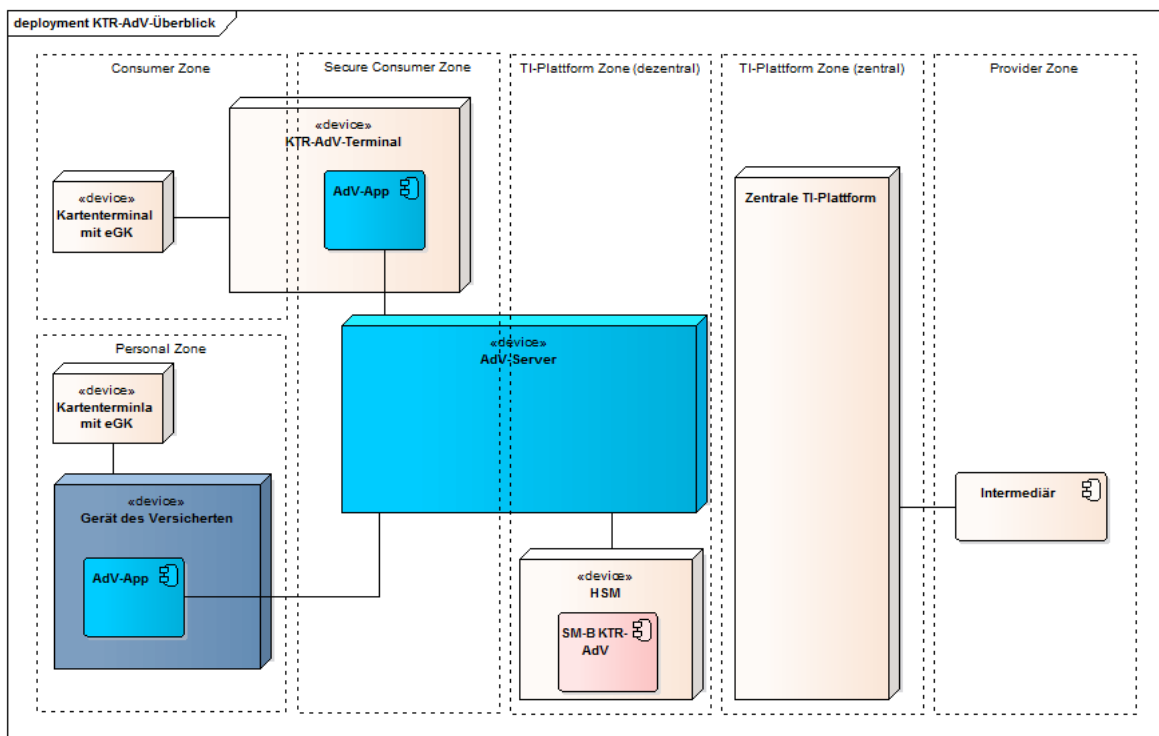 deployment KTR-AdV-Überblick
Consumer Zone
Secure Consumer Zone
TI-Plattform Zone (dezentral)
TI-Plattform Zone (zentral)
Provider Zone
«device»
KTR-AdV-Terminal
AdV-App
«device»
Kartenterminal
mit eGK
Zentrale TI-Plattform
«device»
AdV-Server
Personal Zone
«device»
Kartenterminla
mit eGK
«device»
Gerät des Versicherten
AdV-App
«device»
HSM
SM-B KTR-
AdV
Intermediär